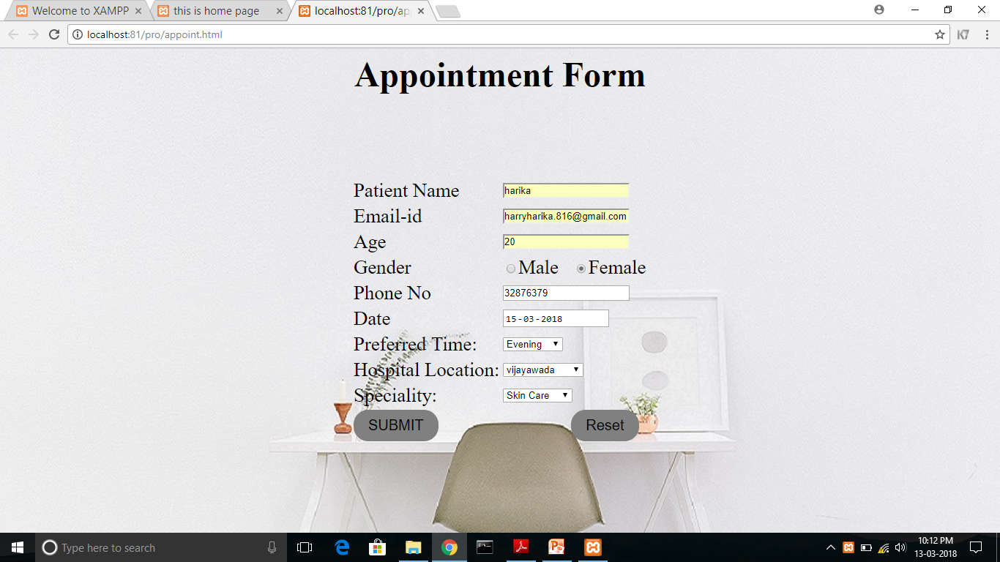 Welcome to XAMPP
this is home page
localhost:81/pro/ap
localhost:81/pro/appoint.html
K7
Appointment Form
Patient Name harika
Email-id harryharika.816@gmail.com
Age 20
Gender Male Female
Phone No 32876379
Date 15-03-2018
Preferred Time: Evening
Hospital Location: vijayawada
Speciality: Skin Care
SUBMIT Reset
Type here to search
10:12 PM
13-03-2018